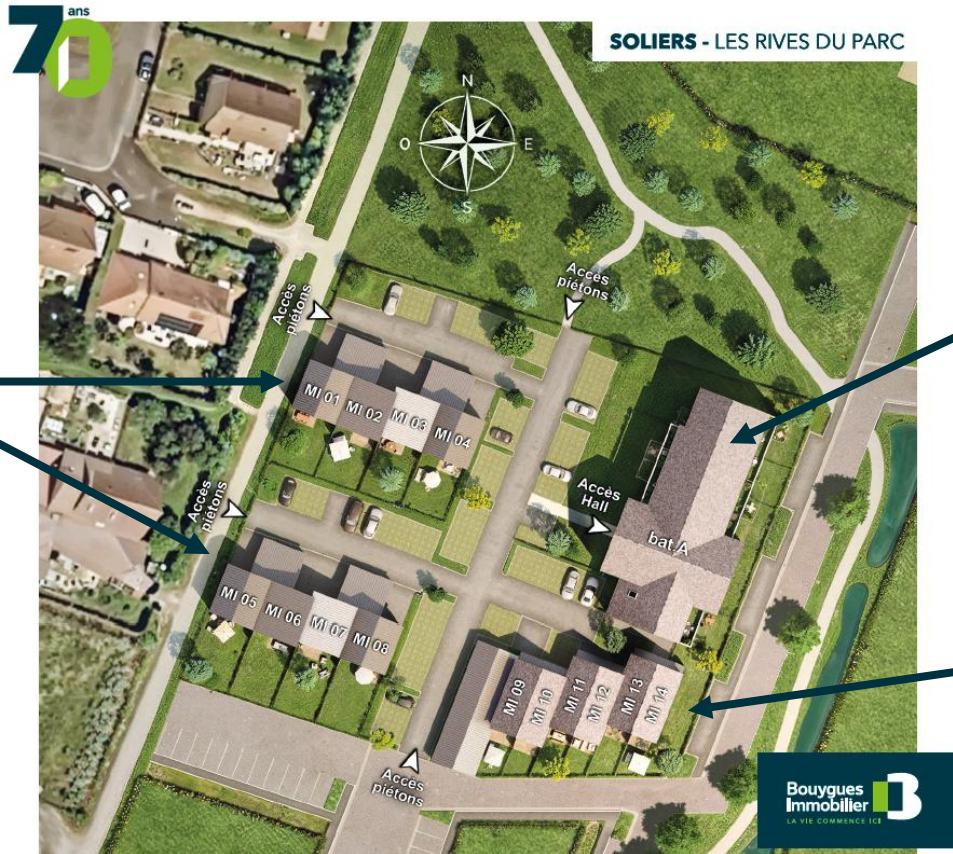 70 ans
SOLIERS - LES RIVES DU PARC
N
O
E
S
Accès
piétons
Accès
piétons
MI 01
MI 02
MI 03
MI 04
Accès
piétons
Accès
Hall
bat A
MI 05
MI 06
MI 07
MI 08
MI 09
MI 10
MI 11
MI 12
MI 13
MI 14
Accès
piétons
Bouygues
Immobilier
LA VIE COMMENCE ICI